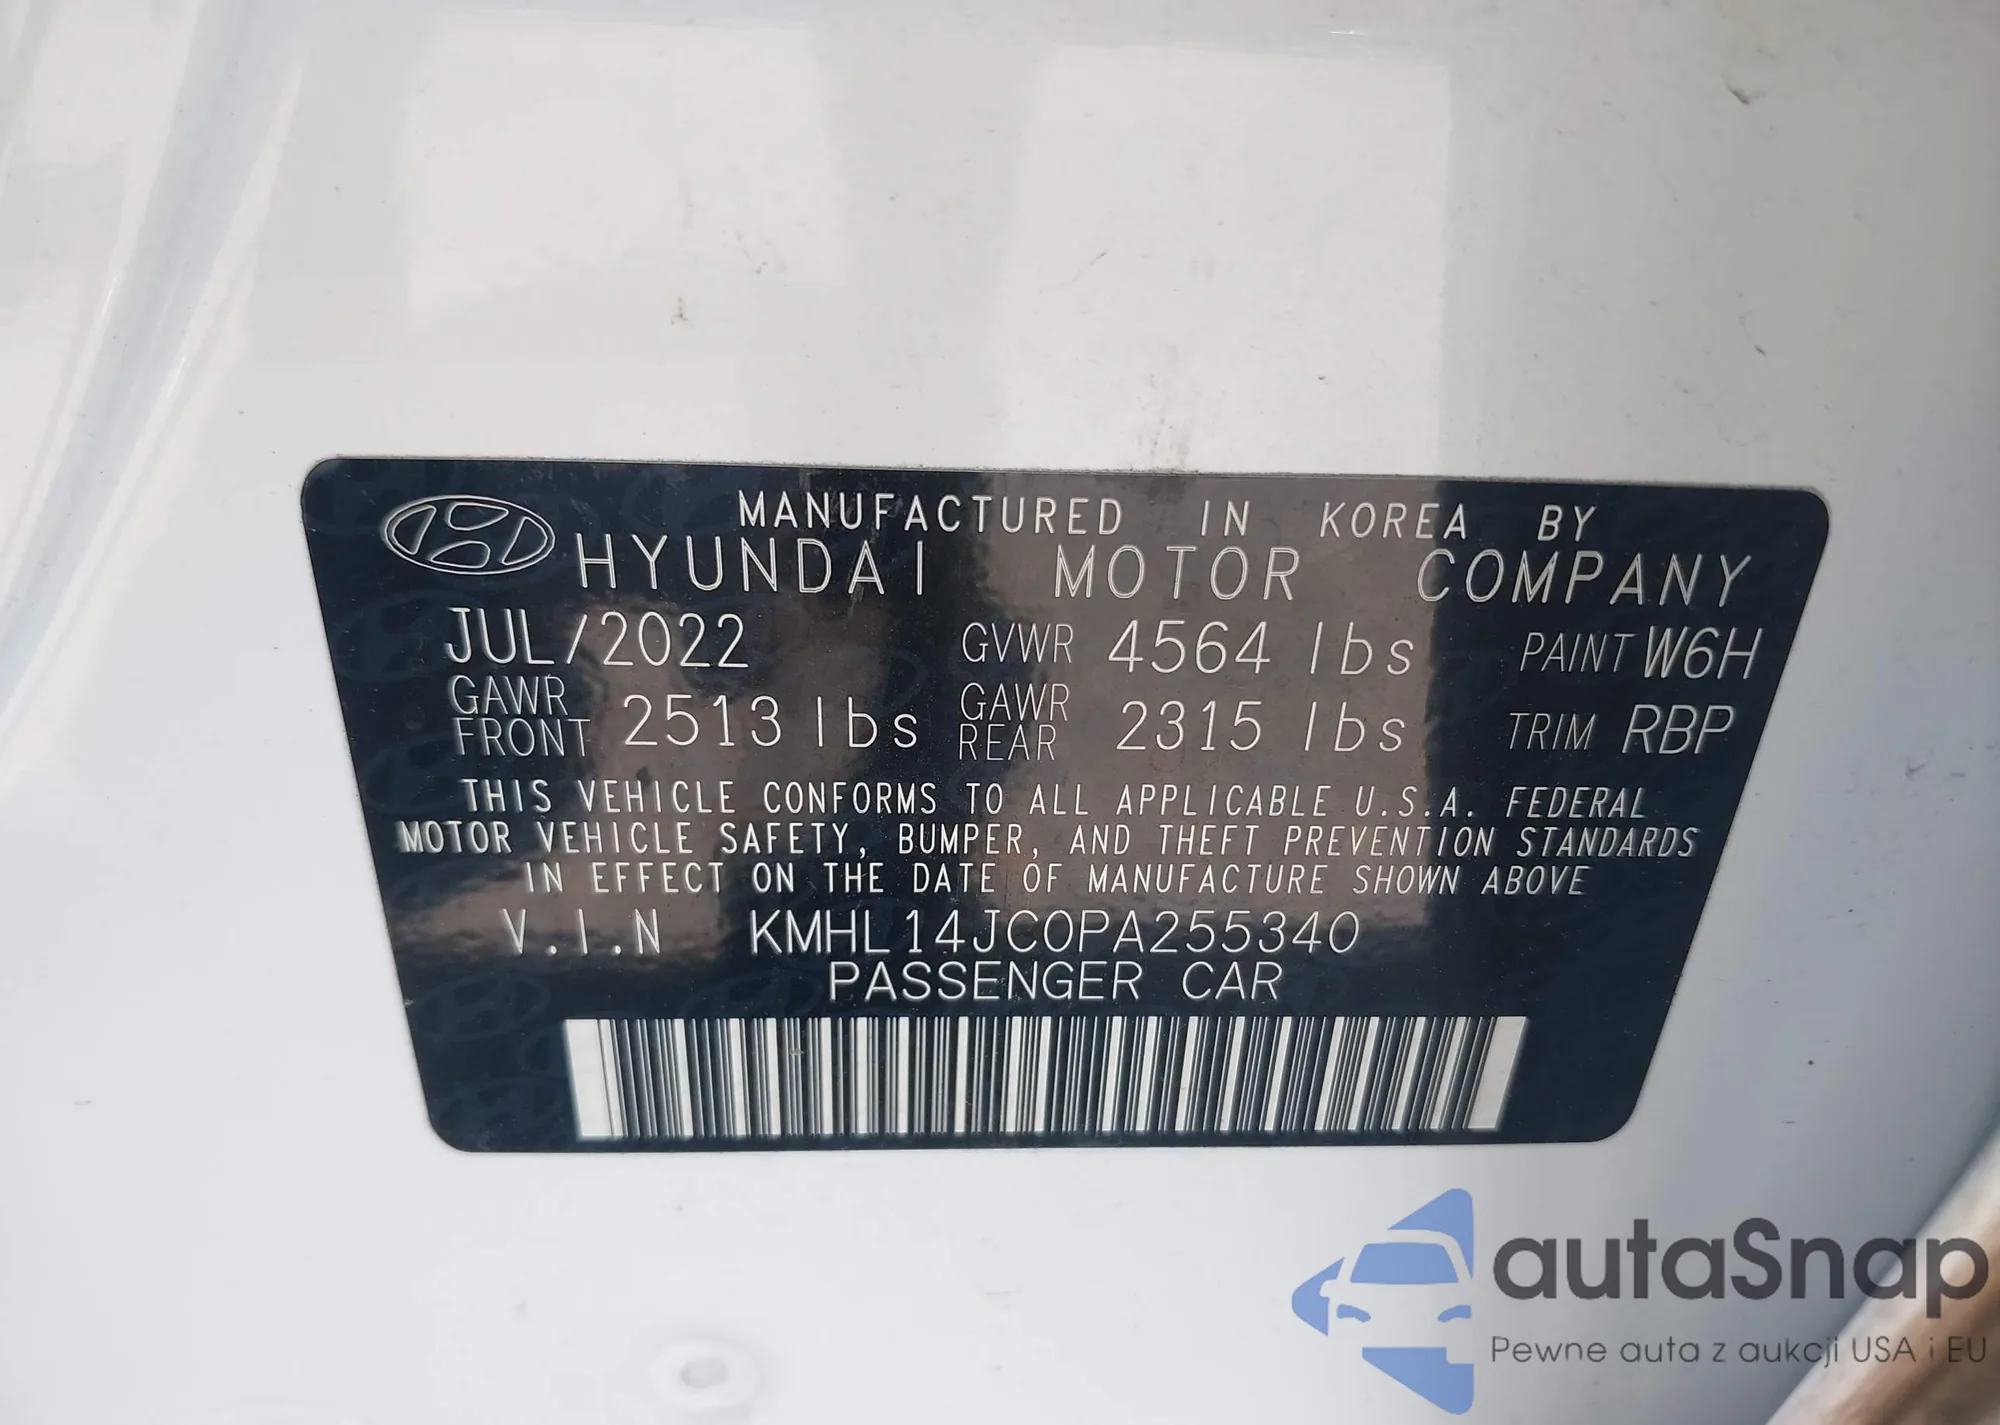 MANUFACTURED IN KOREA BY
HYUNDAI MOTOR COMPANY
JUL/2022 GVWR 4564 lbs PAINT W6H
GAWR FRONT 2513 lbs GAWR REAR 2315 lbs TRIM RBP
THIS VEHICLE CONFORMS TO ALL APPLICABLE U.S.A. FEDERAL
MOTOR VEHICLE SAFETY, BUMPER, AND THEFT PREVENTION STANDARDS
IN EFFECT ON THE DATE OF MANUFACTURE SHOWN ABOVE
V.I.N KMHL14JC0PA255340
PASSENGER CAR
autaSnap
Pewne auta z aukcji USA i EU